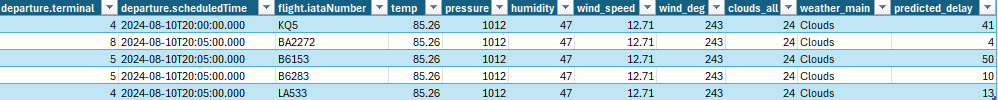 departure.terminal departure.scheduledTime flight.iataNumber temp pressure humidity wind_speed wind_deg clouds_all weather_main predicted_delay
4 2024-08-10T20:05:00.000 KQ5 85.26 1012 47 12.71 243 24 Clouds 41
8 2024-08-10T20:05:00.000 BA2272 85.26 1012 47 12.71 243 24 Clouds 4
5 2024-08-10T20:05:00.000 B6153 85.26 1012 47 12.71 243 24 Clouds 50
5 2024-08-10T20:05:00.000 B6283 85.26 1012 47 12.71 243 24 Clouds 10
4 2024-08-10T20:05:00.000 LA533 85.26 1012 47 12.71 243 24 Clouds 13